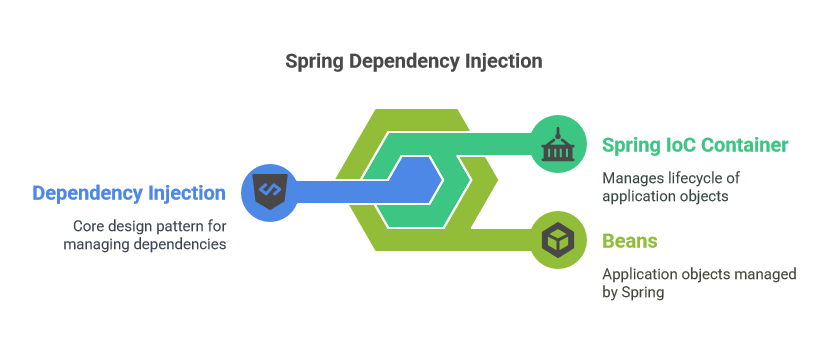 Spring Dependency Injection
Dependency Injection
Core design pattern for
managing dependencies
Spring IoC Container
Manages lifecycle of
application objects
Beans
Application objects managed
by Spring